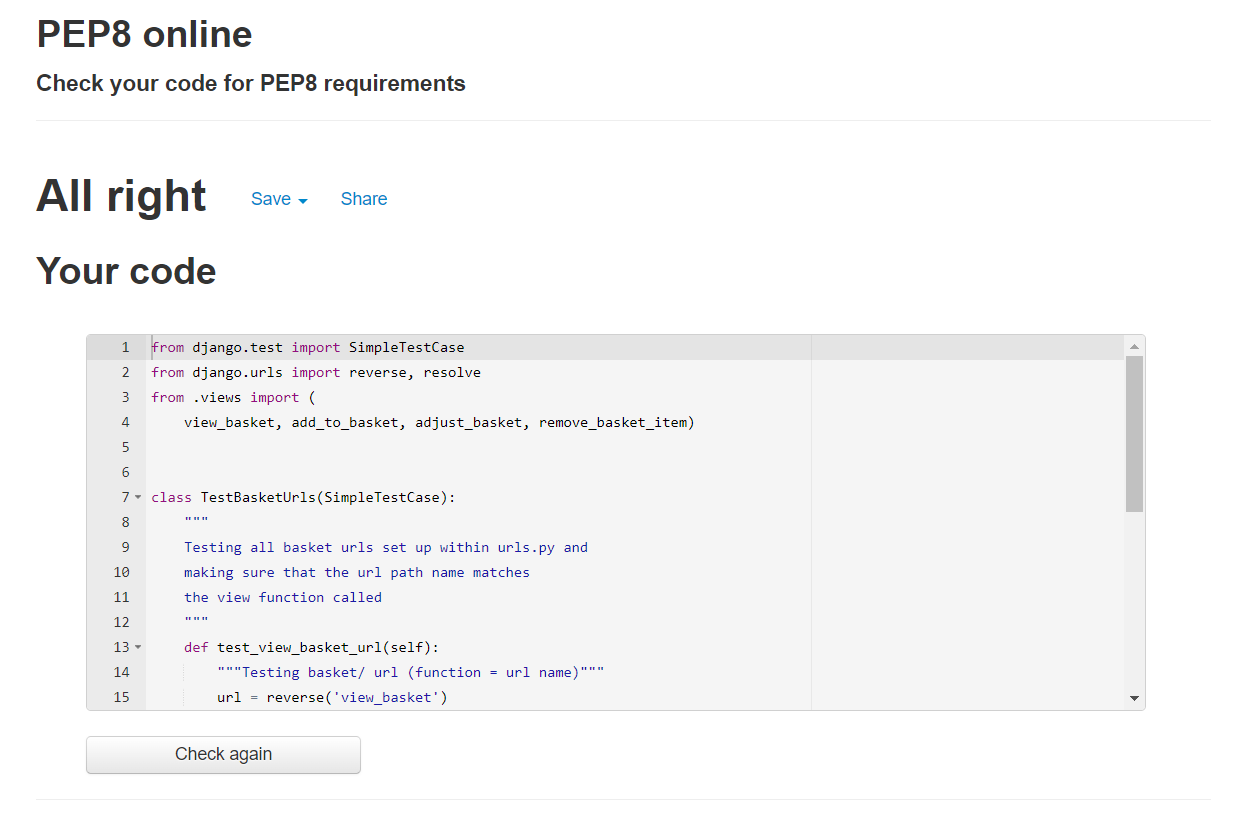 PEP8 online
Check your code for PEP8 requirements
All right Save Share
Your code
1 from django.test import SimpleTestCase
2 from django.urls import reverse, resolve
3 from .views import (
4     view_basket, add_to_basket, adjust_basket, remove_basket_item)
5
6
7 class TestBasketUrls(SimpleTestCase):
8     """
9     Testing all basket urls set up within urls.py and
10     making sure that the url path name matches
11     the view function called
12     """
13     def test_view_basket_url(self):
14         """Testing basket/ url (function = url name)"""
15         url = reverse('view_basket')
Check again